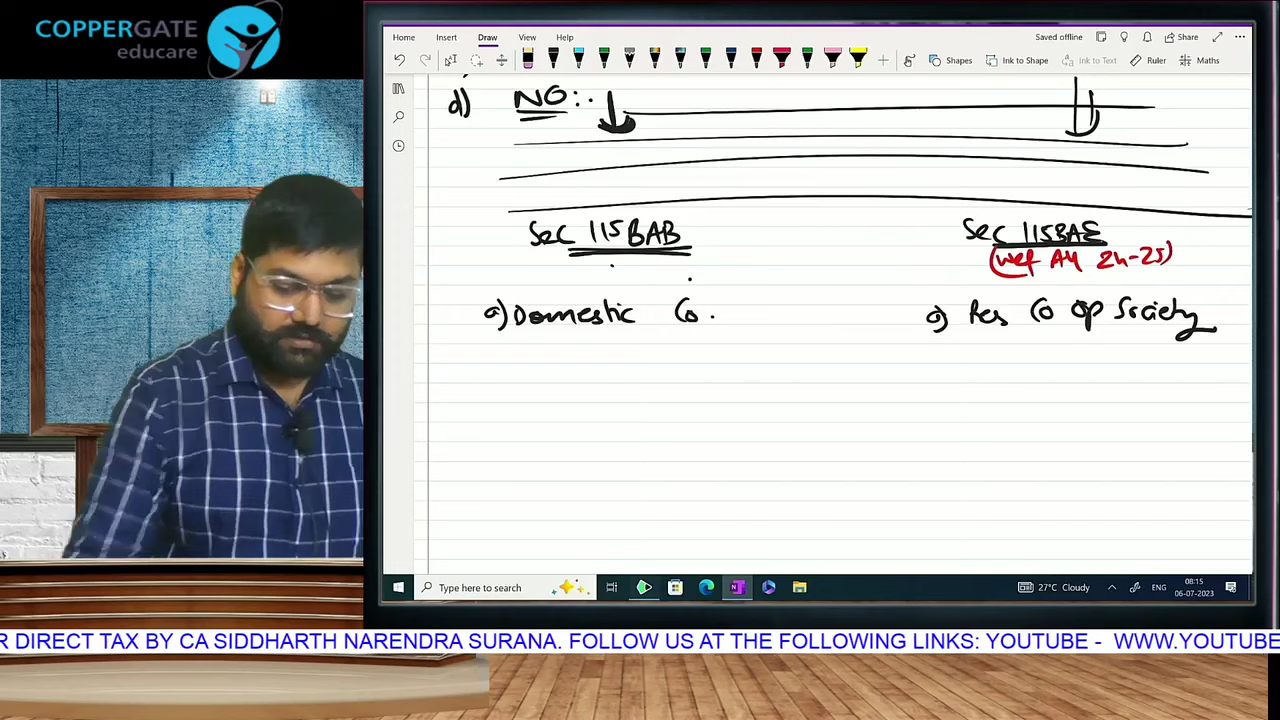 COPPERGATE
educare
Home Insert Draw View Help
Saved offline
Share
Shapes
Ink to Shape
Ink to Text
Ruler
Maths
d) NO:.
Sec 115BAB
Sec 115BAE
(wef AY 24-25)
a) Domestic Co.
a) Res Co Op Society
Type here to search
27°C Cloudy
ENG
08:15
06-07-2023
R DIRECT TAX BY CA SIDDHARTH NARENDRA SURANA. FOLLOW US AT THE FOLLOWING LINKS: YOUTUBE - WWW.YOUTUBE